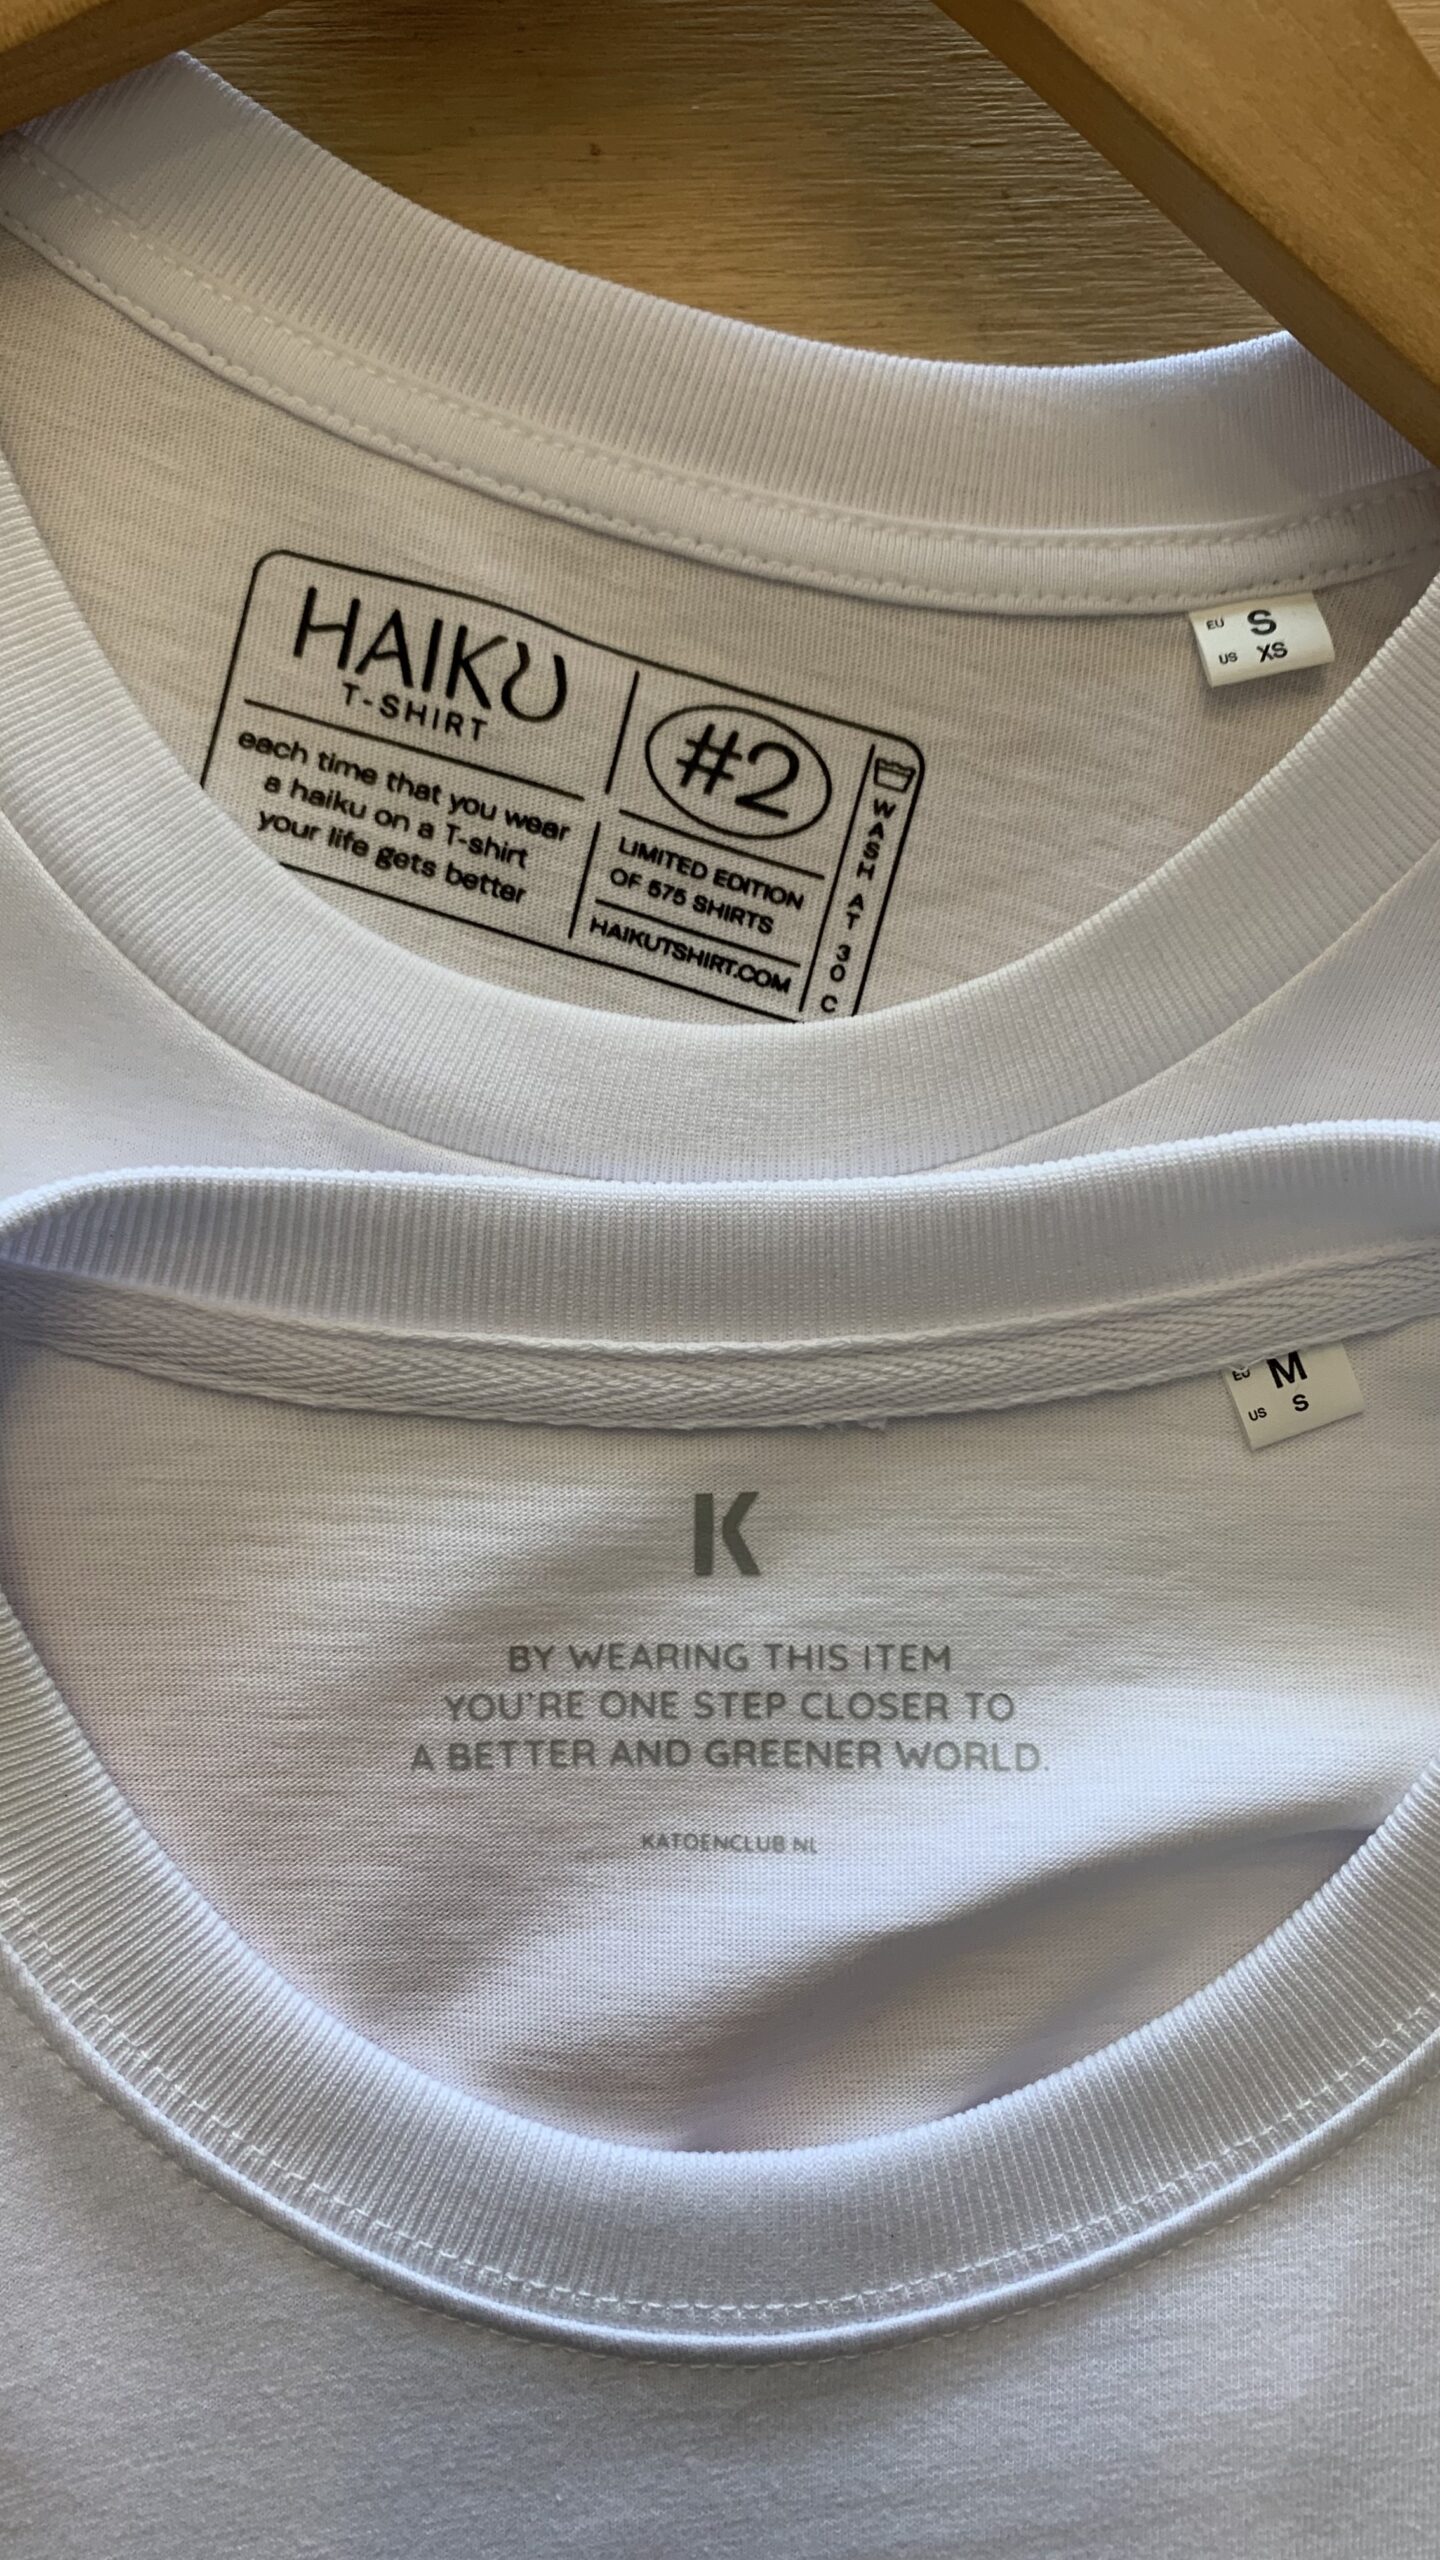 HAIKU
T-SHIRT
each time that you wear
a haiku on a T-shirt
your life gets better
#2
LIMITED EDITION
OF 575 SHIRTS
HAIKUTSHIRT.COM
WASH AT 30 C
EU S
US XS
EU M
US S
K
BY WEARING THIS ITEM
YOU'RE ONE STEP CLOSER TO
A BETTER AND GREENER WORLD.
KATOENCLUB.NL